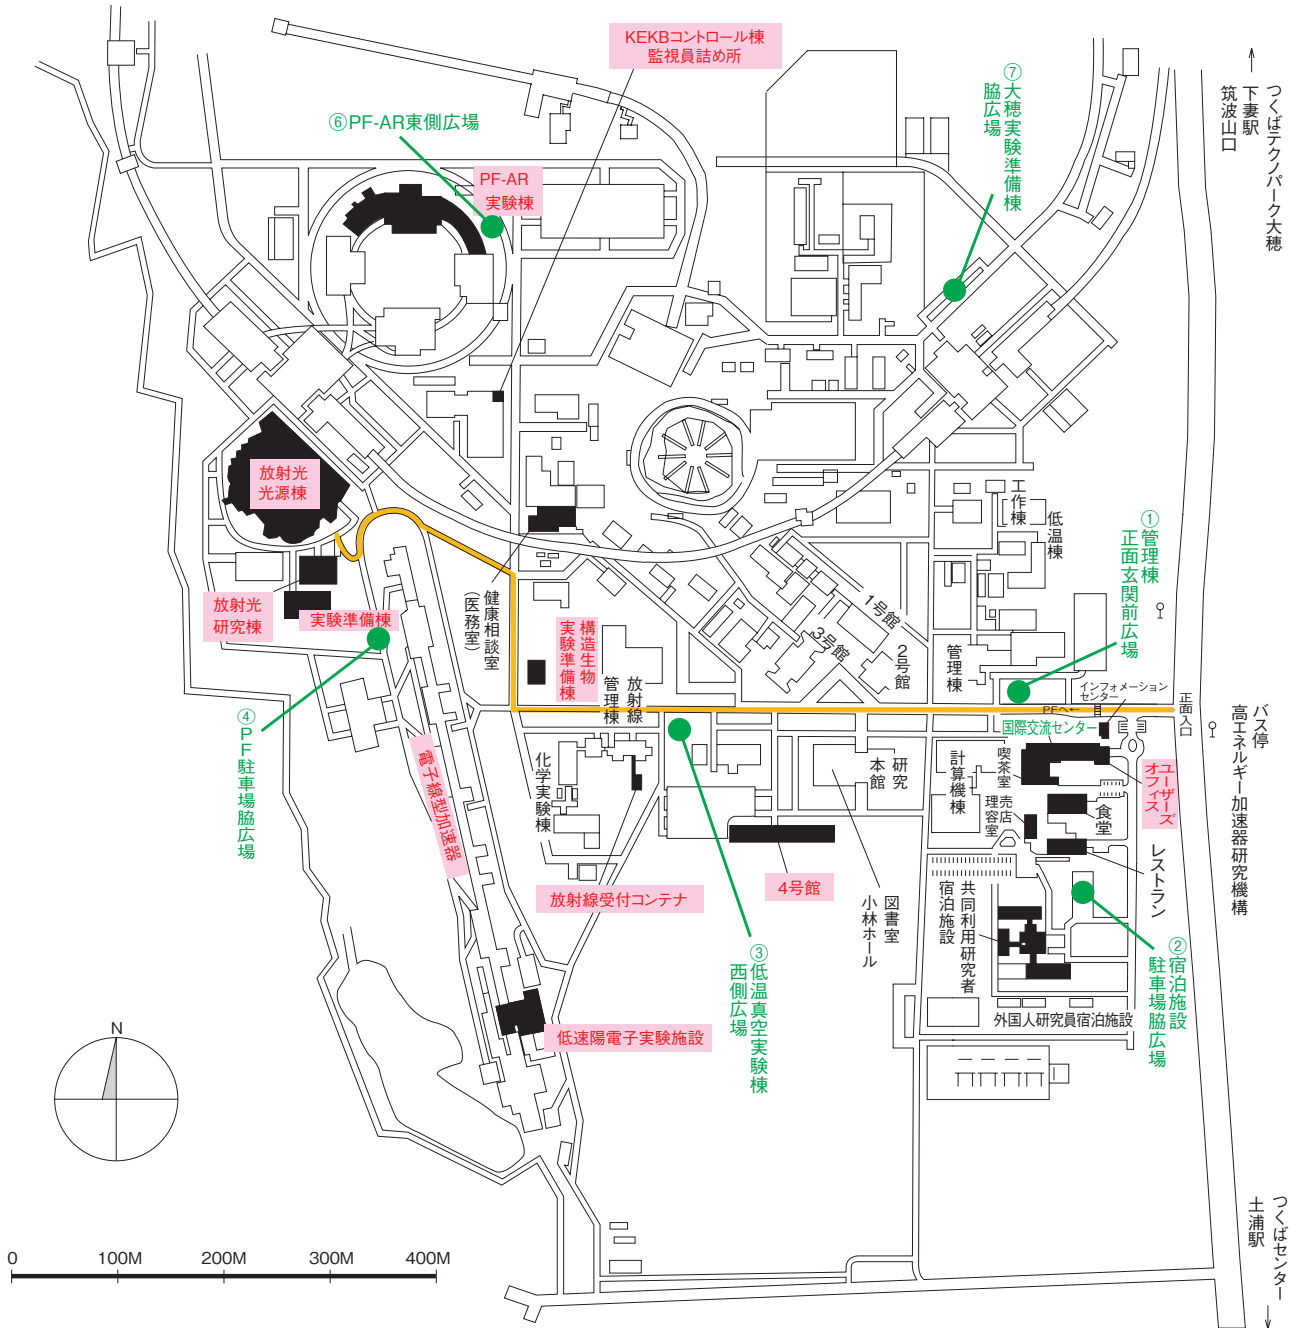 KEKBコントロール棟
監視員詰め所
⑦大穂実験準備棟
脇広場
つくばテクノパーク大穂
下妻駅
筑波山口
⑥PF-AR東側広場
PF-AR
実験棟
放射光
光源棟
放射光
研究棟
実験準備棟
健康相談室
(医務室)
構造生物
実験準備棟
放射線
管理棟
工作棟
低温棟
①管理棟
正面玄関前広場
1号館
3号館
2号館
管理棟
インフォメーション
センター
PFへ←
正面入口
バス停
高エネルギー加速器研究機構
国際交流センター
ユーザーズ
オフィス
喫茶室
食堂
売店
理容室
レストラン
計算機棟
研究
本館
④PF駐車場脇広場
電子線型加速器
化学実験棟
放射線受付コンテナ
4号館
図書室
小林ホール
共同利用研究者
宿泊施設
③低温真空実験棟
西側広場
②宿泊施設
駐車場脇広場
外国人研究員宿泊施設
低速陽電子実験施設
N
0 100M 200M 300M 400M
つくばセンター
土浦駅